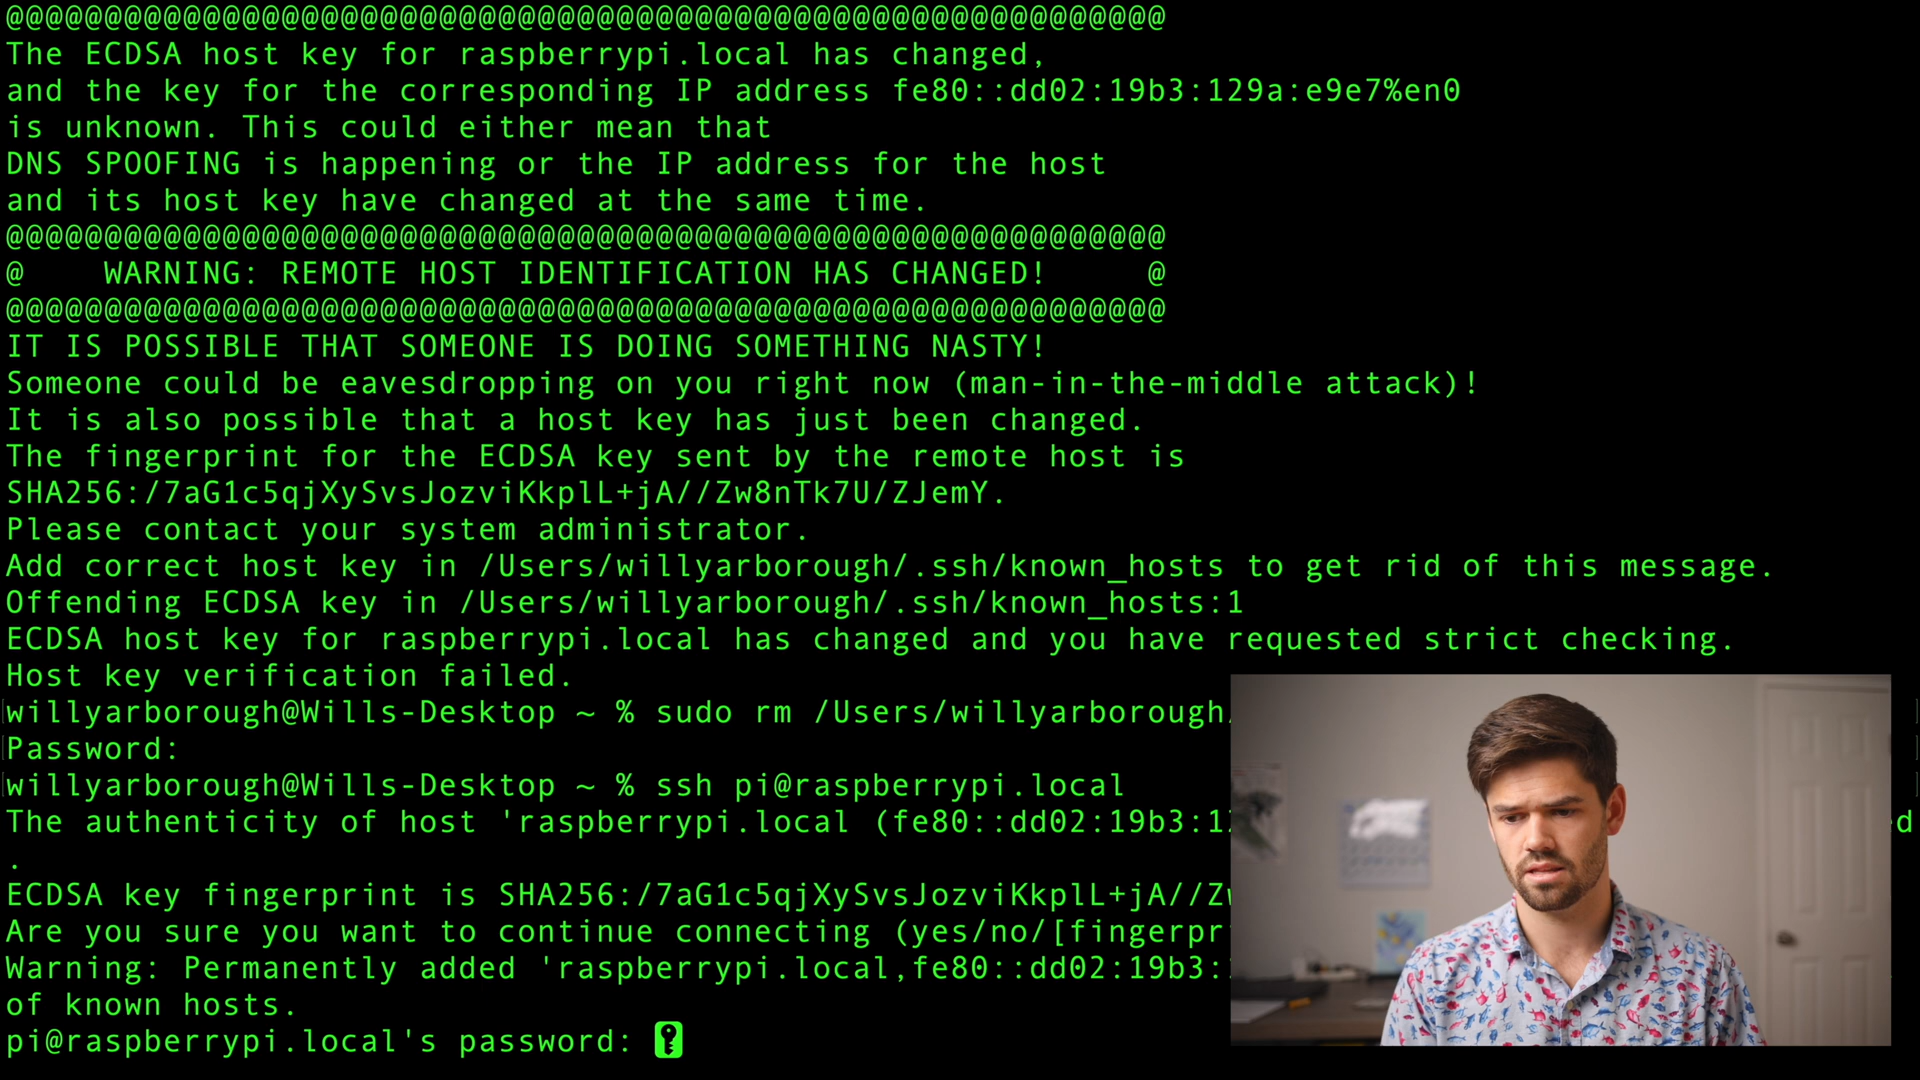 @@@@@@@@@@@@@@@@@@@@@@@@@@@@@@@@@@@@@@@@@@@@@@@@@@@@@@@@@@@
The ECDSA host key for raspberrypi.local has changed,
and the key for the corresponding IP address fe80::dd02:19b3:129a:e9e7%en0
is unknown. This could either mean that
DNS SPOOFING is happening or the IP address for the host
and its host key have changed at the same time.
@@@@@@@@@@@@@@@@@@@@@@@@@@@@@@@@@@@@@@@@@@@@@@@@@@@@@@@@@@@
@    WARNING: REMOTE HOST IDENTIFICATION HAS CHANGED!     @
@@@@@@@@@@@@@@@@@@@@@@@@@@@@@@@@@@@@@@@@@@@@@@@@@@@@@@@@@@@
IT IS POSSIBLE THAT SOMEONE IS DOING SOMETHING NASTY!
Someone could be eavesdropping on you right now (man-in-the-middle attack)!
It is also possible that a host key has just been changed.
The fingerprint for the ECDSA key sent by the remote host is
SHA256:/7aG1c5qjXySvsJozviKkplL+jA//Zw8nTk7U/ZJemY.
Please contact your system administrator.
Add correct host key in /Users/willyarborough/.ssh/known_hosts to get rid of this message.
Offending ECDSA key in /Users/willyarborough/.ssh/known_hosts:1
ECDSA host key for raspberrypi.local has changed and you have requested strict checking.
Host key verification failed.
willyarborough@Wills-Desktop ~ % sudo rm /Users/willyarborough
Password:
willyarborough@Wills-Desktop ~ % ssh pi@raspberrypi.local
The authenticity of host 'raspberrypi.local (fe80::dd02:19b3:1
.
ECDSA key fingerprint is SHA256:/7aG1c5qjXySvsJozviKkplL+jA//Z
Are you sure you want to continue connecting (yes/no/[fingerpr
Warning: Permanently added 'raspberrypi.local,fe80::dd02:19b3:
of known hosts.
pi@raspberrypi.local's password: